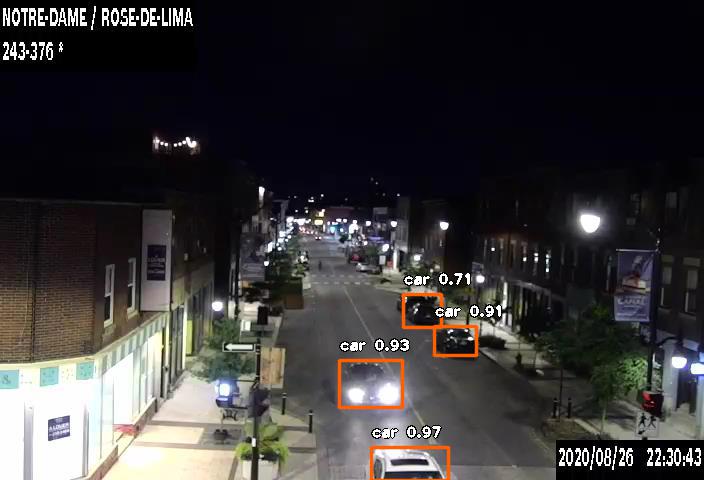 NOTRE-DAME / ROSE-DE-LIMA
243-376 *
car 0.71
car 0.91
car 0.93
car 0.97
À LOUER
2020/08/26 22:30:43